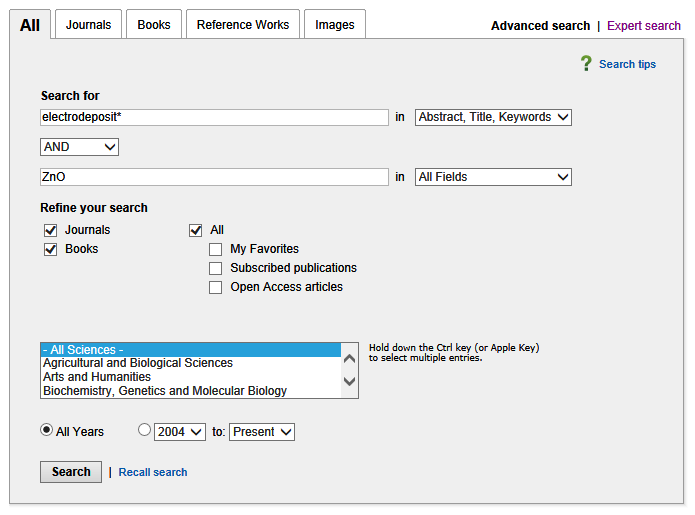 All Journals Books Reference Works Images Advanced search | Expert search
? Search tips
Search for
electrodeposit* in Abstract, Title, Keywords
AND
ZnO in All Fields
Refine your search
Journals All
Books My Favorites
Subscribed publications
Open Access articles
- All Sciences -
Agricultural and Biological Sciences
Arts and Humanities
Biochemistry, Genetics and Molecular Biology
Hold down the Ctrl key (or Apple Key)
to select multiple entries.
All Years 2004 to: Present
Search | Recall search